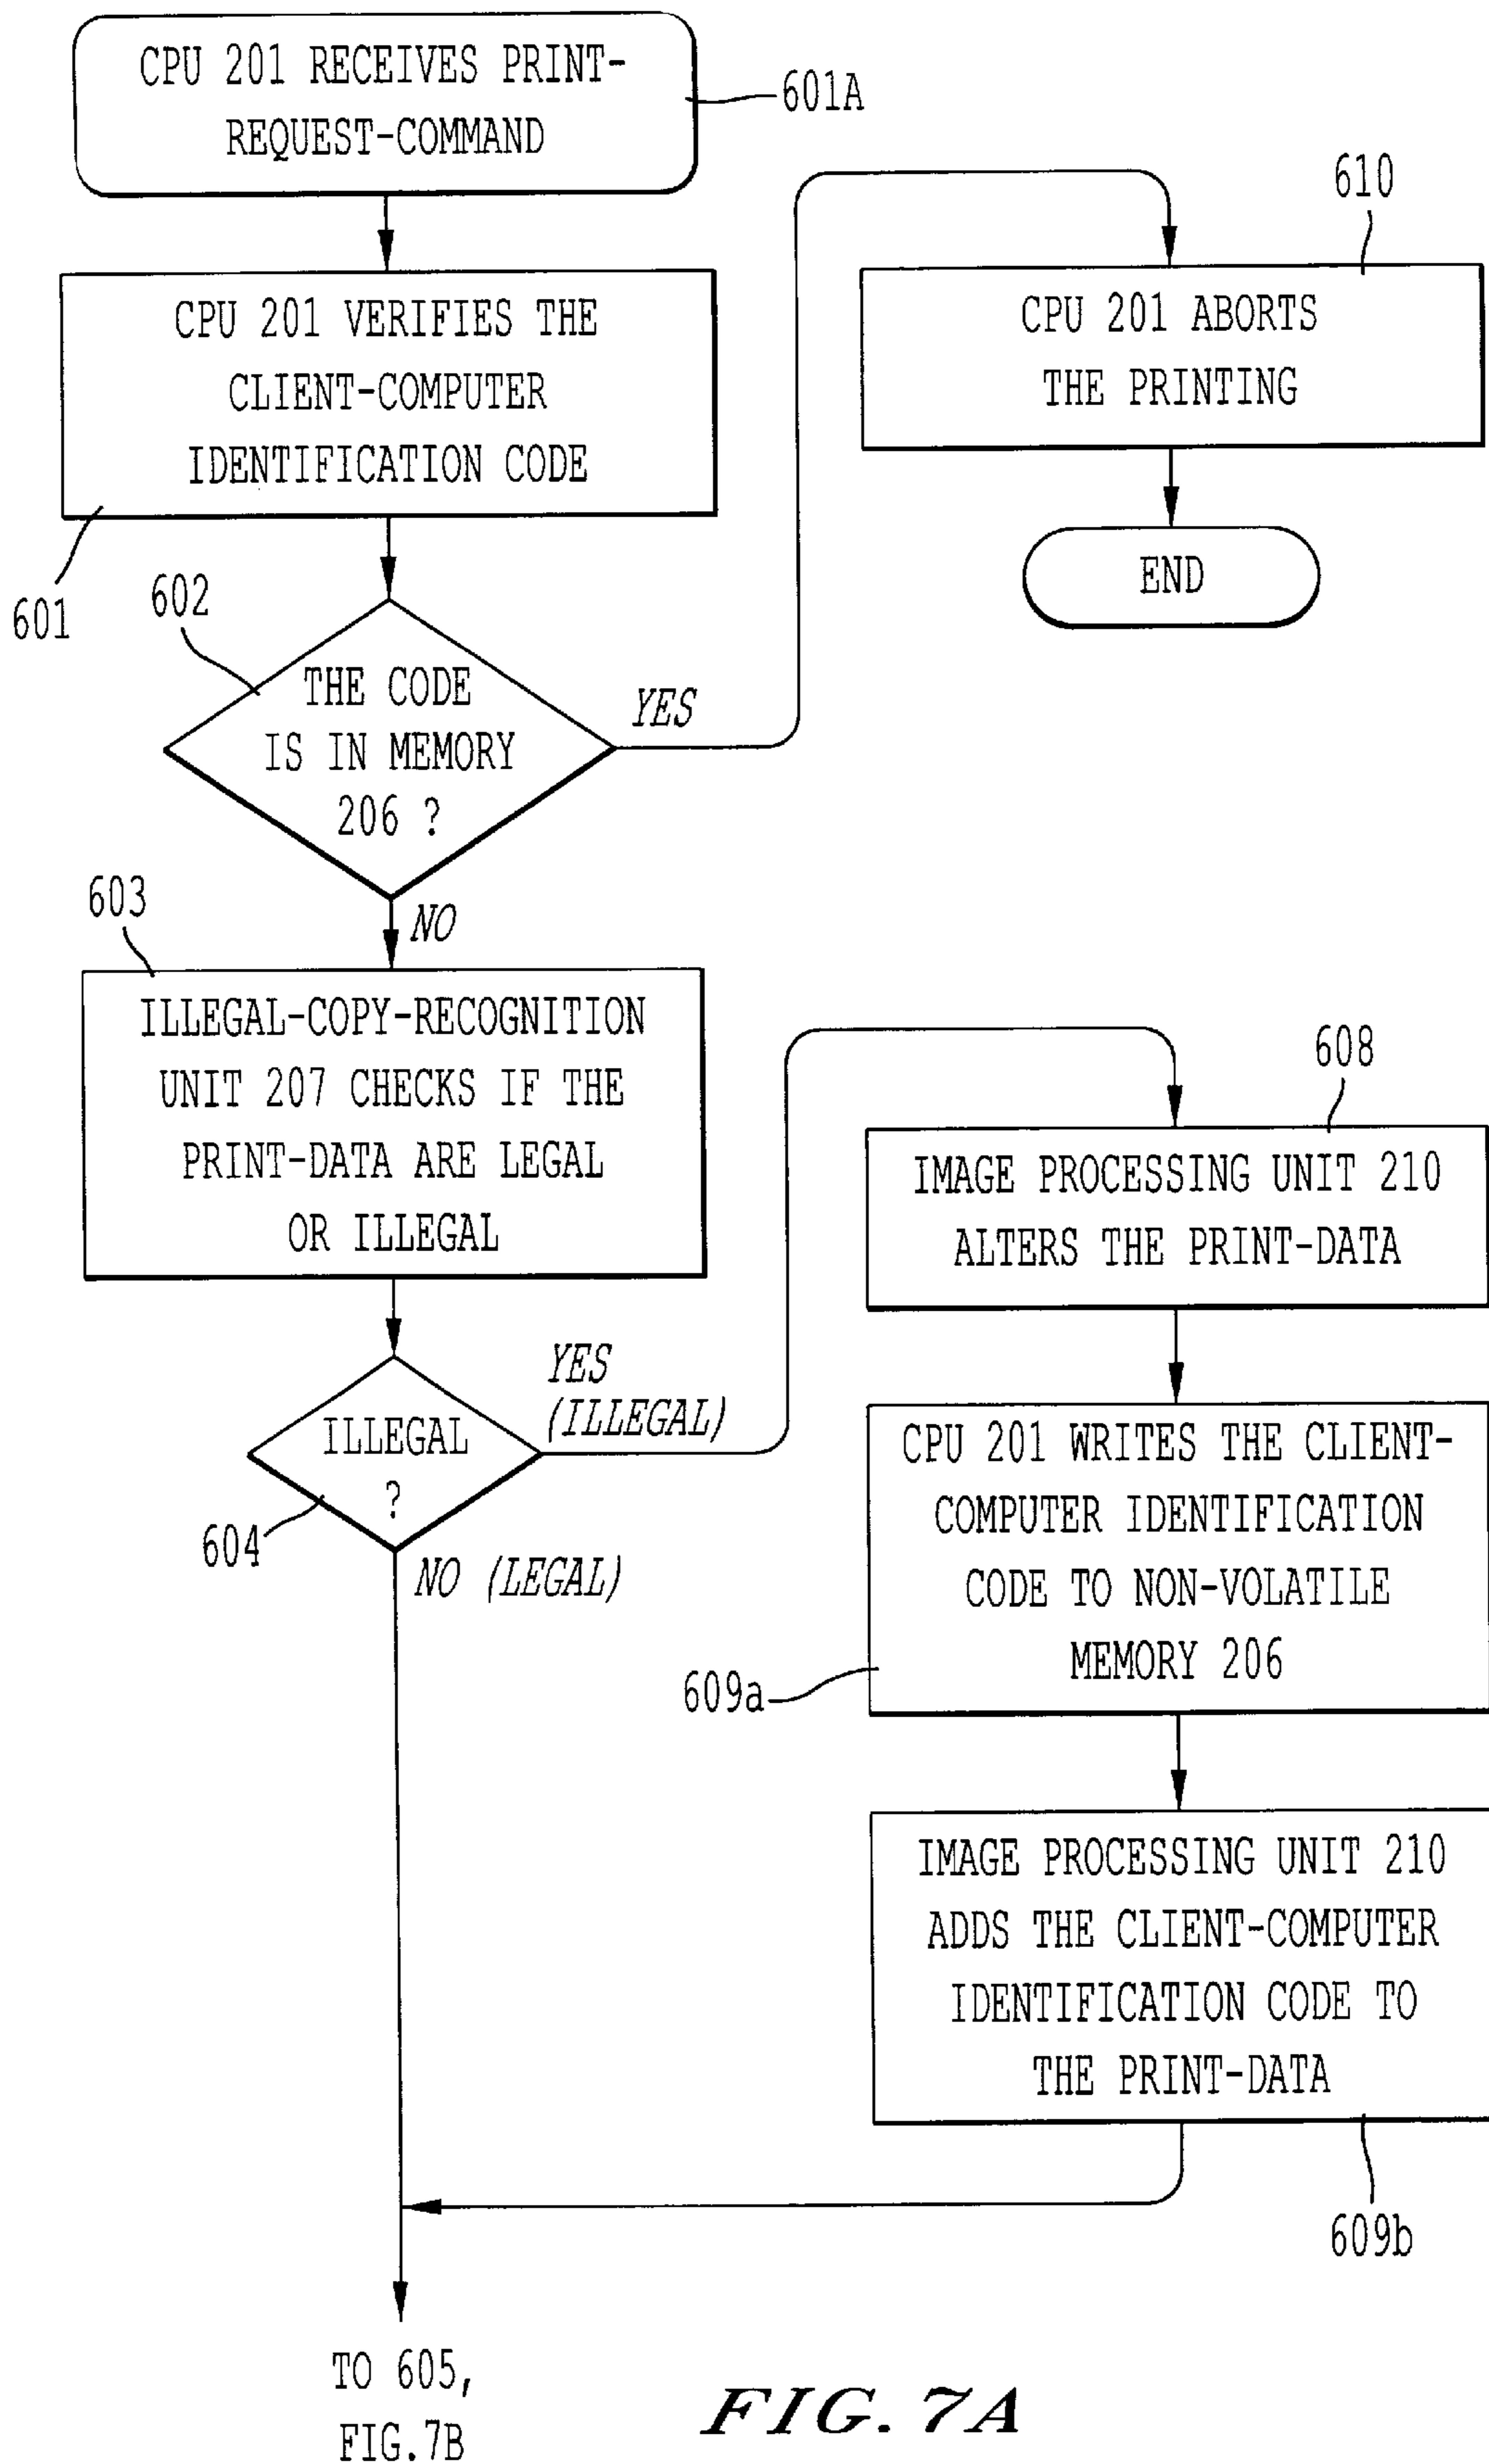 CPU 201 RECEIVES PRINT-
REQUEST-COMMAND
601A
CPU 201 VERIFIES THE
CLIENT-COMPUTER
IDENTIFICATION CODE
601
602
THE CODE
IS IN MEMORY
206 ?
YES
610
CPU 201 ABORTS
THE PRINTING
END
NO
603
ILLEGAL-COPY-RECOGNITION
UNIT 207 CHECKS IF THE
PRINT-DATA ARE LEGAL
OR ILLEGAL
ILLEGAL
?
604
YES
(ILLEGAL)
NO (LEGAL)
608
IMAGE PROCESSING UNIT 210
ALTERS THE PRINT-DATA
CPU 201 WRITES THE CLIENT-
COMPUTER IDENTIFICATION
CODE TO NON-VOLATILE
MEMORY 206
609a
IMAGE PROCESSING UNIT 210
ADDS THE CLIENT-COMPUTER
IDENTIFICATION CODE TO
THE PRINT-DATA
609b
TO 605,
FIG.7B
FIG. 7A